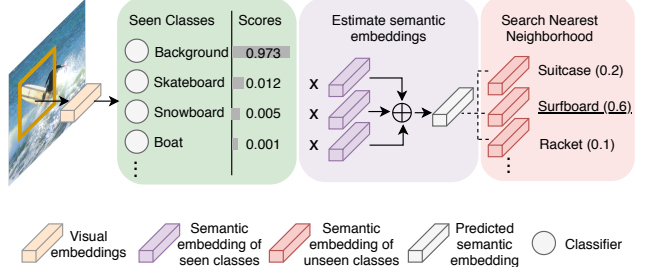 Seen Classes
Scores
Background
0.973
Skateboard
0.012
Snowboard
0.005
Boat
0.001
Estimate semantic
embeddings
X
X
X
Search Nearest
Neighborhood
Suitcase (0.2)
Surfboard (0.6)
Racket (0.1)
Visual
embeddings
Semantic
embedding of
seen classes
Semantic
embedding of
unseen classes
Predicted
semantic
embedding
Classifier